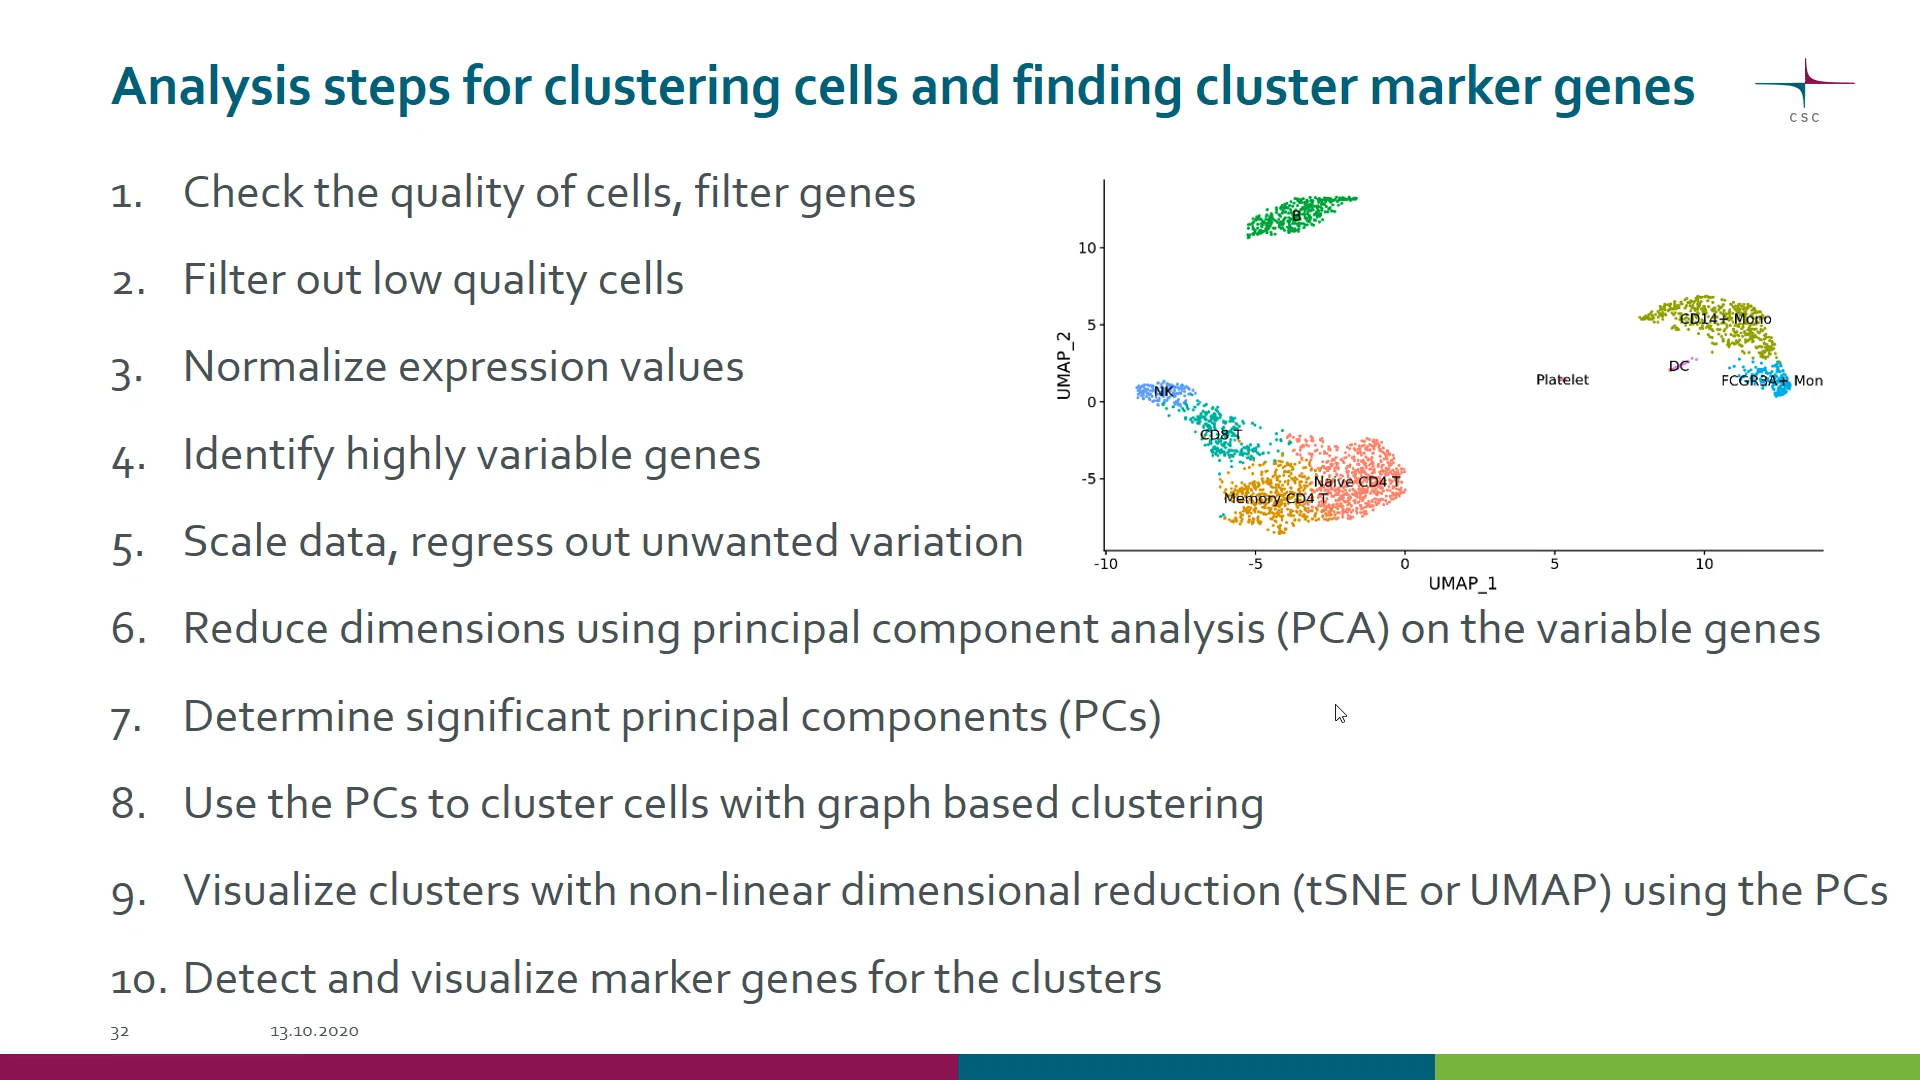 Analysis steps for clustering cells and finding cluster marker genes
CSC
1. Check the quality of cells, filter genes
2. Filter out low quality cells
3. Normalize expression values
4. Identify highly variable genes
5. Scale data, regress out unwanted variation
6. Reduce dimensions using principal component analysis (PCA) on the variable genes
7. Determine significant principal components (PCs)
8. Use the PCs to cluster cells with graph based clustering
9. Visualize clusters with non-linear dimensional reduction (tSNE or UMAP) using the PCs
10. Detect and visualize marker genes for the clusters
UMAP_2
10
5
0
-5
B
CD14+ Mono
DC
Platelet
FCGR3A+ Mon
NK
CD8 T
Naive CD4 T
Memory CD4 T
-10
-5
0
5
10
UMAP_1
32
13.10.2020